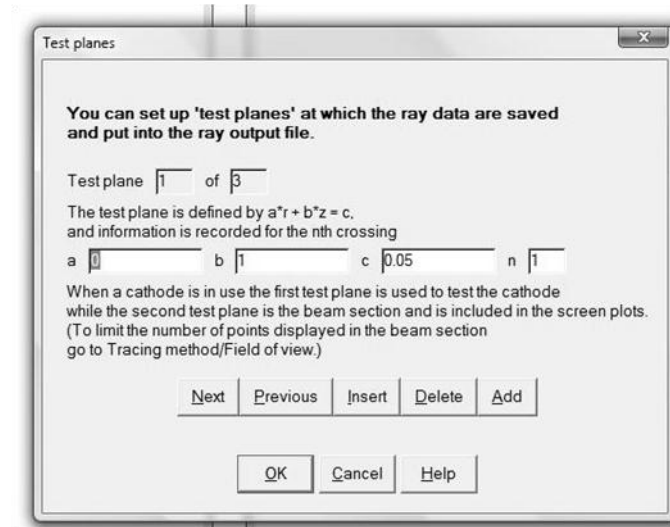 Test planes
You can set up 'test planes' at which the ray data are saved
and put into the ray output file.
Test plane 1 of 3
The test plane is defined by a*r + b*z = c,
and information is recorded for the nth crossing
a 0 b 1 c 0.05 n 1
When a cathode is in use the first test plane is used to test the cathode
while the second test plane is the beam section and is included in the screen plots.
(To limit the number of points displayed in the beam section
go to Tracing method/Field of view.)
Next Previous Insert Delete Add
OK Cancel Help